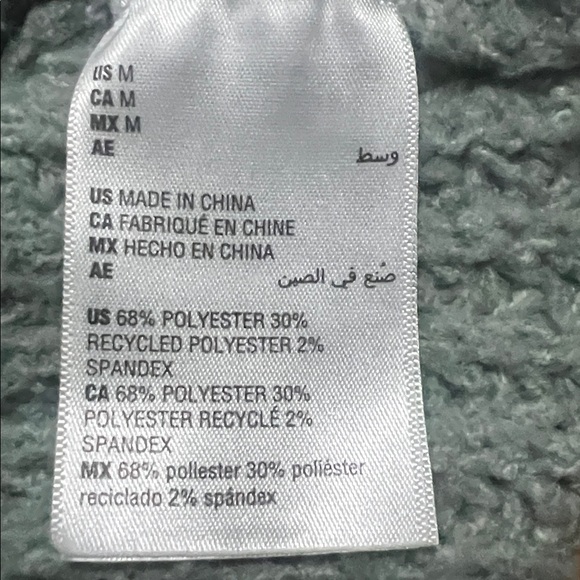 US M
CA M
MX M
AE وسط
US MADE IN CHINA
CA FABRIQUÉ EN CHINE
MX HECHO EN CHINA
AE صُنع في الصين
US 68% POLYESTER 30%
RECYCLED POLYESTER 2%
SPANDEX
CA 68% POLYESTER 30%
POLYESTER RECYCLÉ 2%
SPANDEX
MX 68% poliester 30% poliéster
reciclado 2% spándex